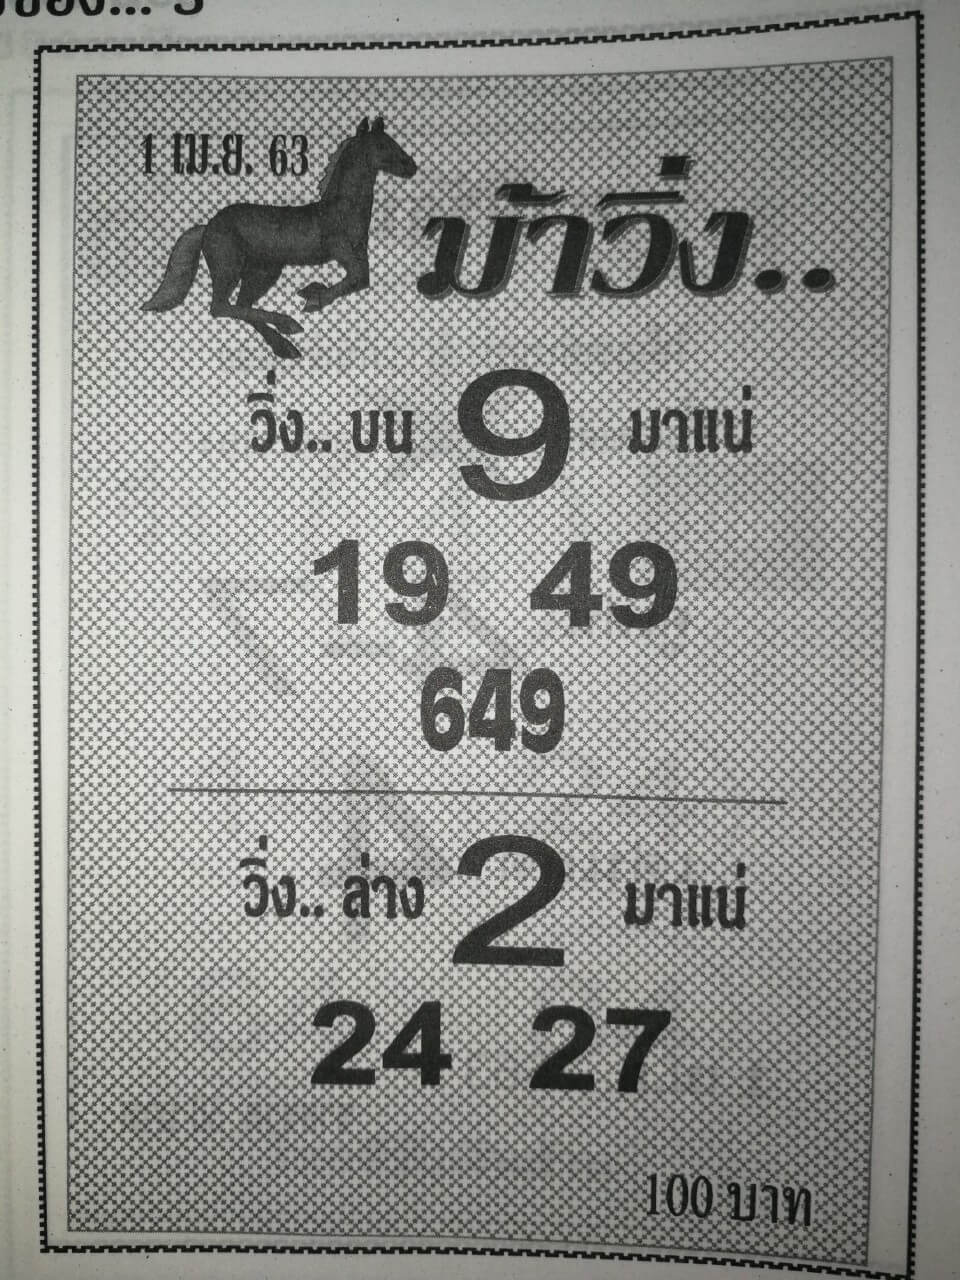 1 เม.ย. 63
ม้าวิ่ง..
วิ่ง.. บน 9 มาแน่
19 49
649
วิ่ง.. ล่าง 2 มาแน่
24 27
100 บาท